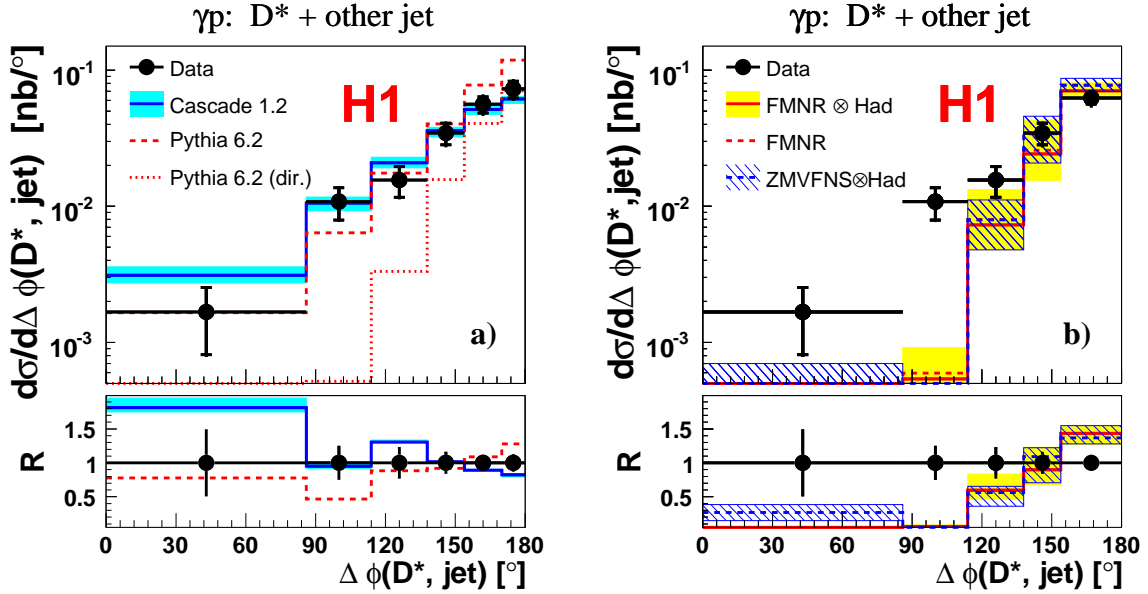 γp: D* + other jet
dσ/dΔ ϕ(D*, jet) [nb/°]
10⁻¹
10⁻²
10⁻³
H1
Data
Cascade 1.2
Pythia 6.2
Pythia 6.2 (dir.)
a)
R
1.5
1
0.5
0 30 60 90 120 150 180
Δ ϕ(D*, jet) [°]
γp: D* + other jet
dσ/dΔ ϕ(D*,jet) [nb/°]
10⁻¹
10⁻²
10⁻³
H1
Data
FMNR ⊗ Had
FMNR
ZMVFNS⊗Had
b)
R
1.5
1
0.5
0 30 60 90 120 150 180
Δ ϕ(D*, jet) [°]